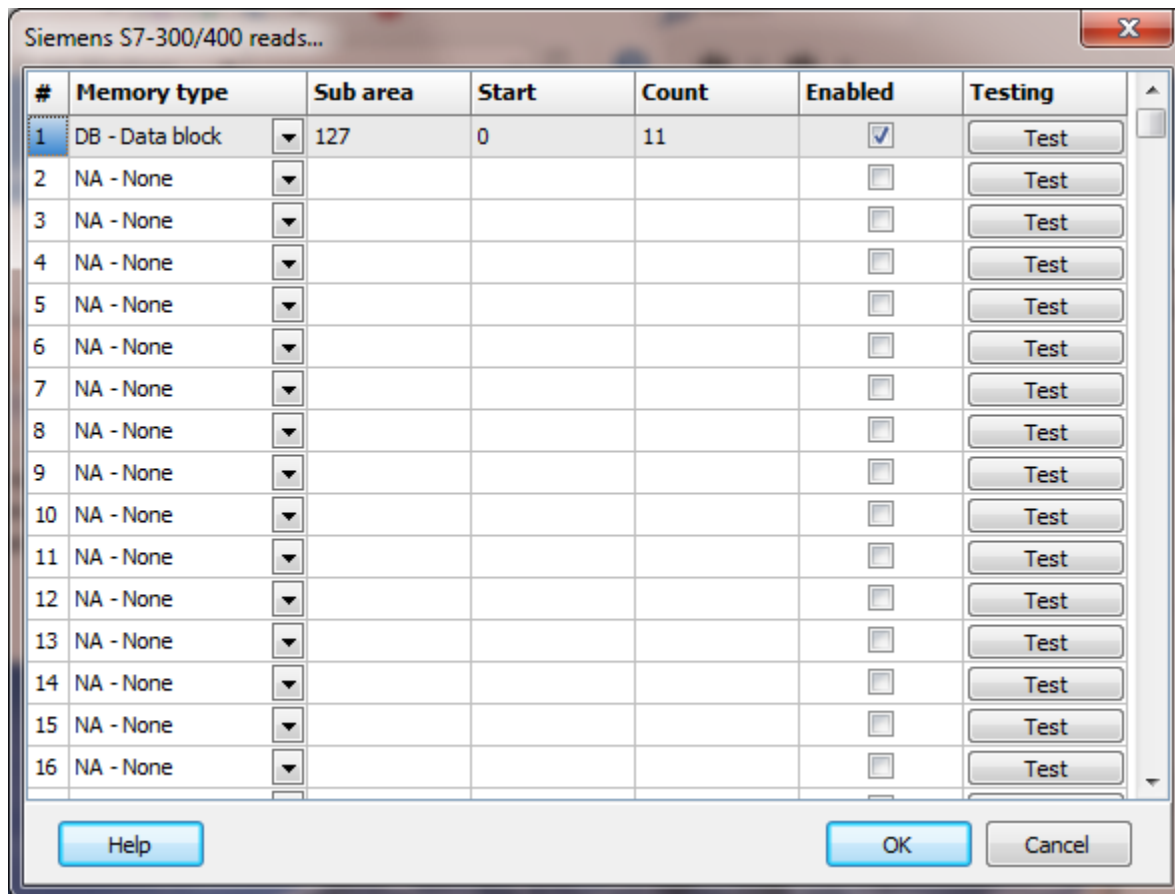 Siemens S7-300/400 reads...
# Memory type Sub area Start Count Enabled Testing
1 DB - Data block 127 0 11 Test
2 NA - None Test
3 NA - None Test
4 NA - None Test
5 NA - None Test
6 NA - None Test
7 NA - None Test
8 NA - None Test
9 NA - None Test
10 NA - None Test
11 NA - None Test
12 NA - None Test
13 NA - None Test
14 NA - None Test
15 NA - None Test
16 NA - None Test
Help OK Cancel